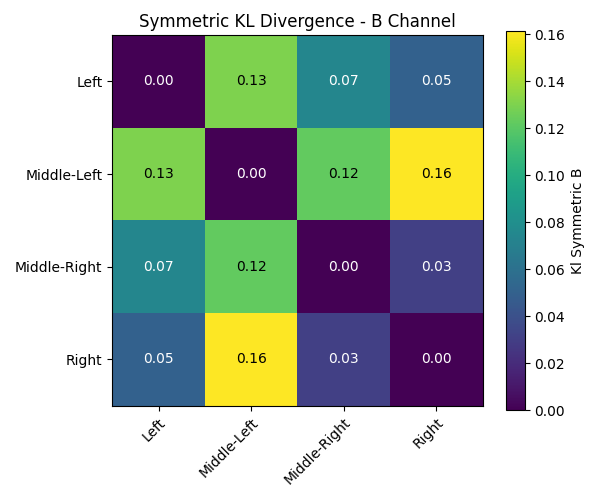 Symmetric KL Divergence - B Channel
Left 0.00 0.13 0.07 0.05
Middle-Left 0.13 0.00 0.12 0.16
Middle-Right 0.07 0.12 0.00 0.03
Right 0.05 0.16 0.03 0.00
Left Middle-Left Middle-Right Right
0.16
0.14
0.12
0.10
0.08
0.06
0.04
0.02
0.00
Kl Symmetric B